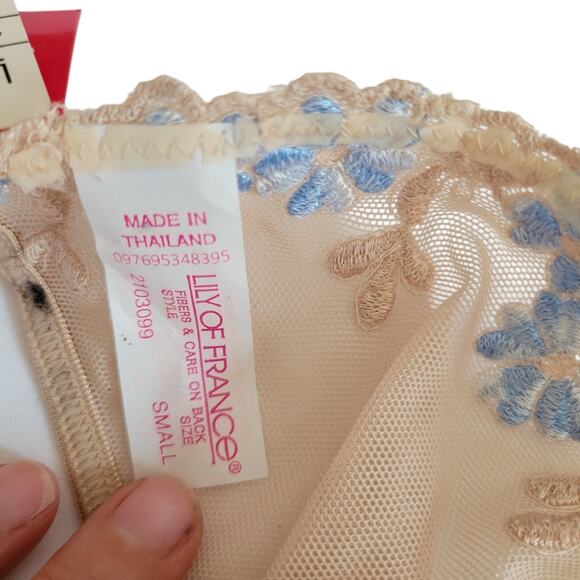 MADE IN
THAILAND
097695348395
LILY OF FRANCE®
FIBERS & CARE ON BACK
STYLE SIZE
2103099 SMALL